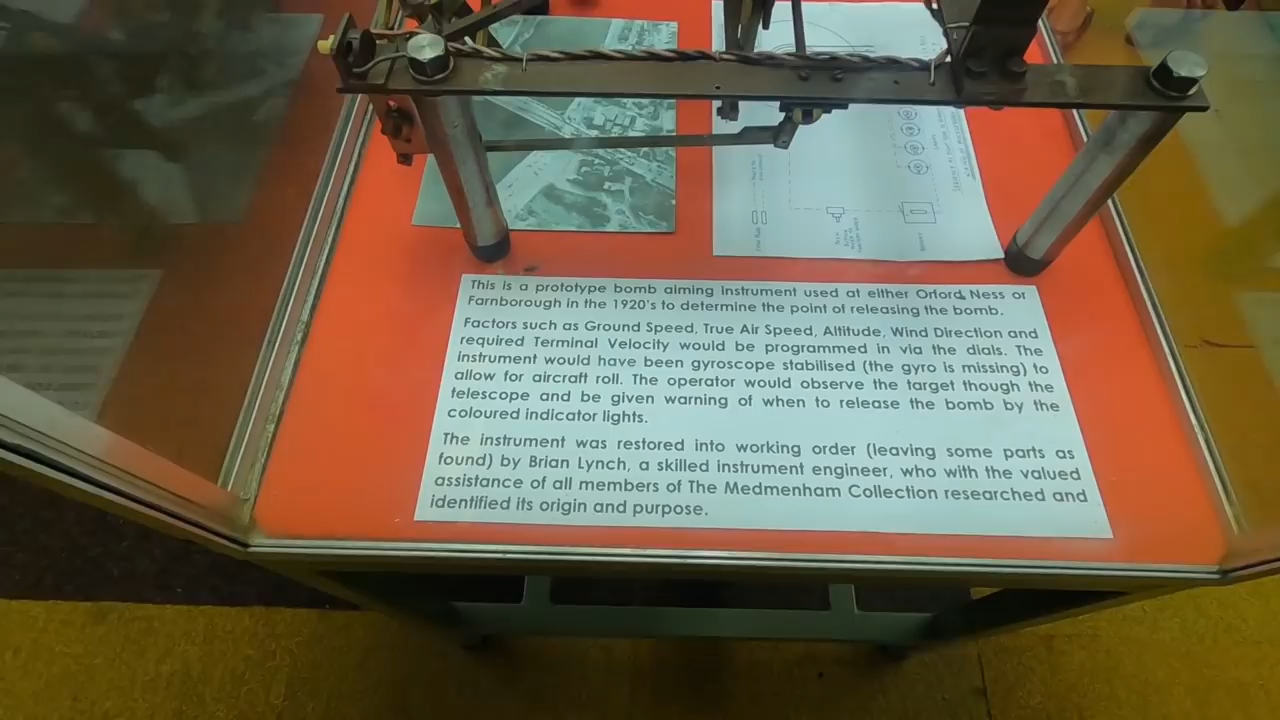 This is a prototype bomb aiming instrument used at either Orford Ness or
Farnborough in the 1920's to determine the point of releasing the bomb.
Factors such as Ground Speed, True Air Speed, Altitude, Wind Direction and
required Terminal Velocity would be programmed in via the dials. The
instrument would have been gyroscope stabilised (the gyro is missing) to
allow for aircraft roll. The operator would observe the target though the
telescope and be given warning of when to release the bomb by the
coloured indicator lights.
The instrument was restored into working order (leaving some parts as
found) by Brian Lynch, a skilled instrument engineer, who with the valued
assistance of all members of The Medmenham Collection researched and
identified its origin and purpose.